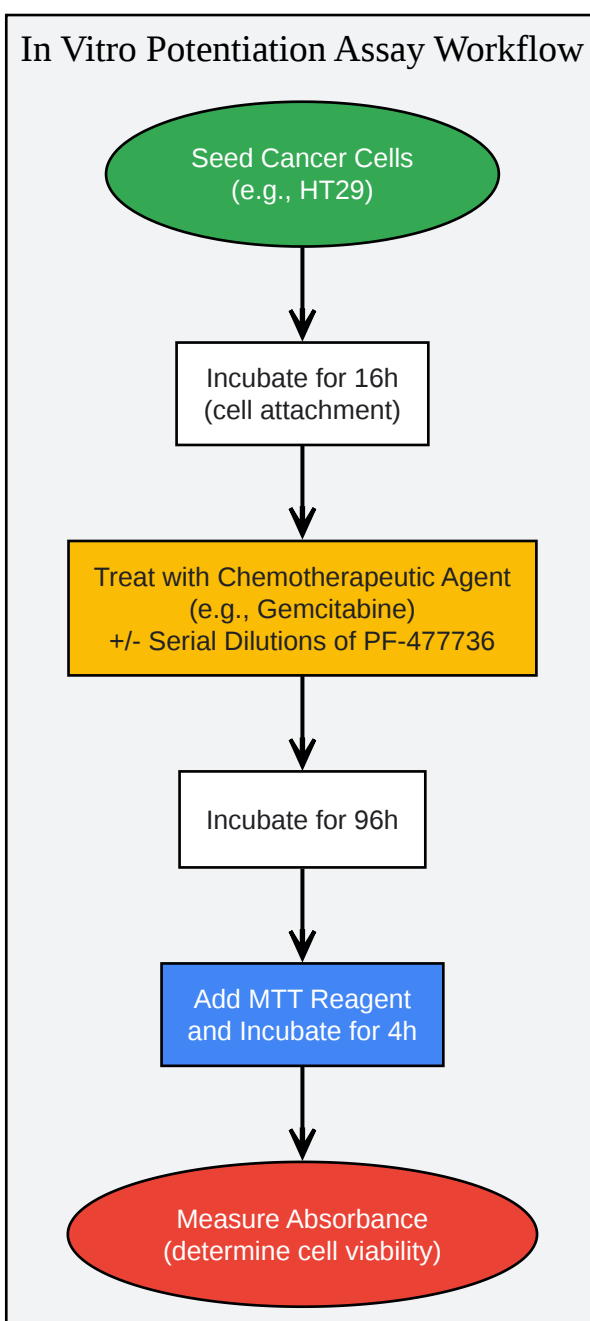 In Vitro Potentiation Assay Workflow
Seed Cancer Cells
(e.g., HT29)
Incubate for 16h
(cell attachment)
Treat with Chemotherapeutic Agent
(e.g., Gemcitabine)
+/- Serial Dilutions of PF-477736
Incubate for 96h
Add MTT Reagent
and Incubate for 4h
Measure Absorbance
(determine cell viability)